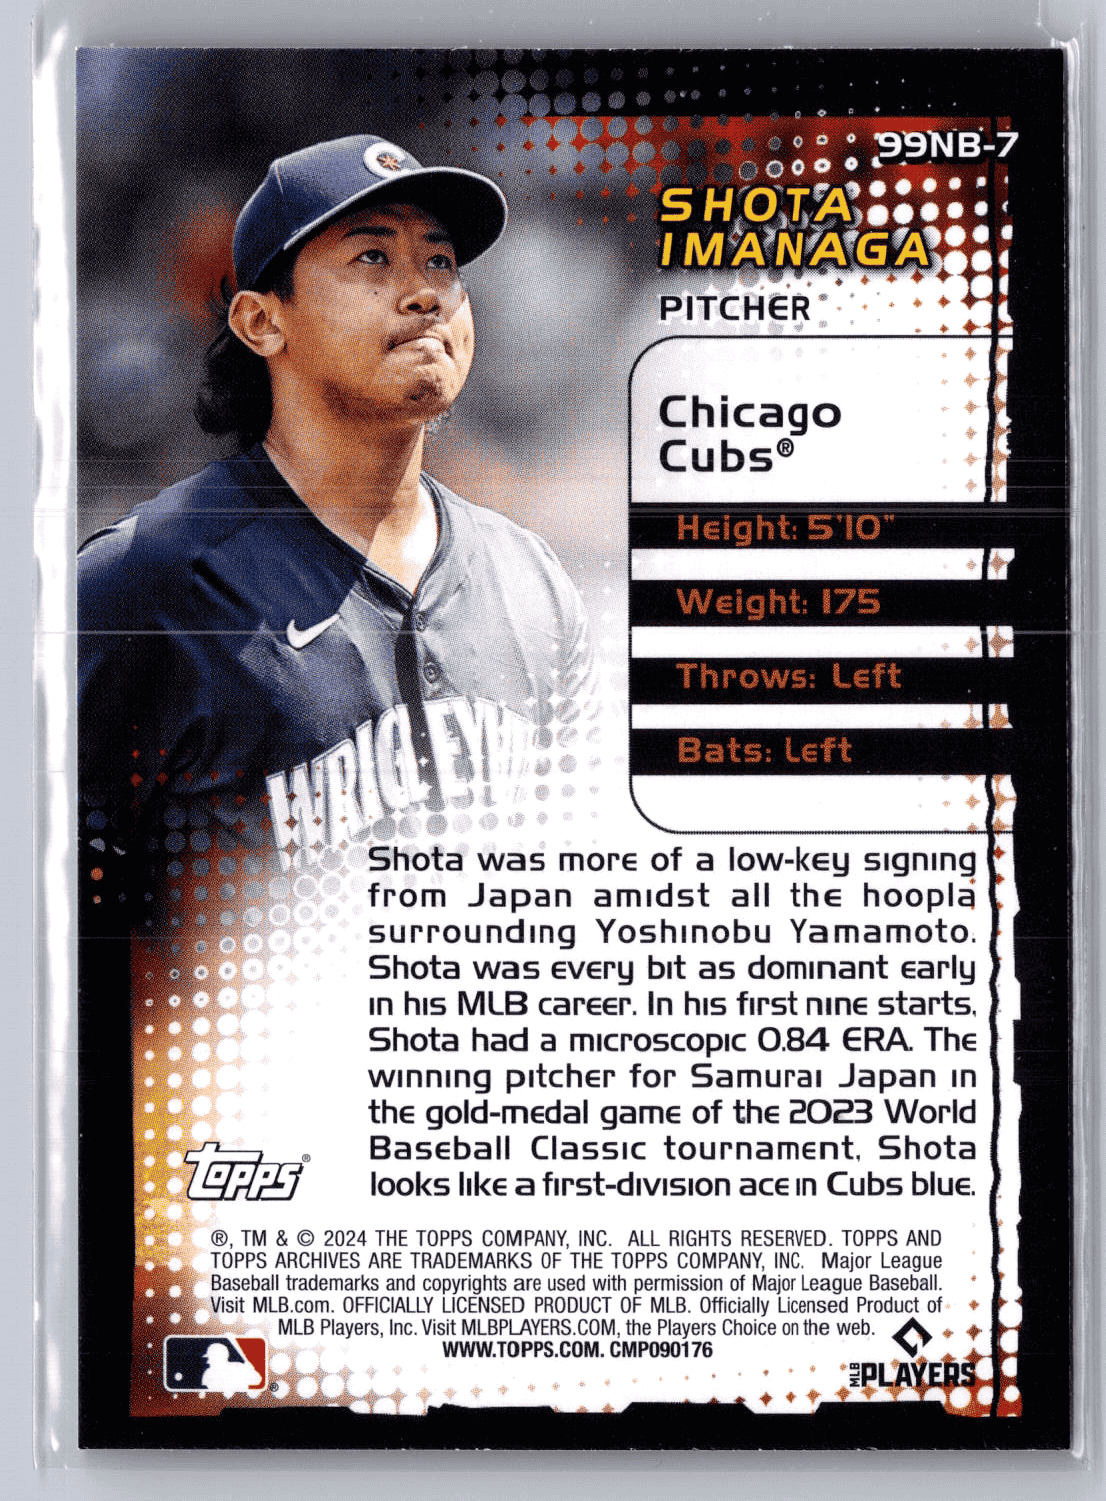 99NB-7
SHOTA
IMANAGA
PITCHER
Chicago
Cubs®
Height: 5'10"
Weight: 175
Throws: Left
Bats: Left
WRIGLEYV
Shota was more of a low-key signing
from Japan amidst all the hoopla
surrounding Yoshinobu Yamamoto.
Shota was every bit as dominant early
in his MLB career. In his first nine starts,
Shota had a microscopic 0.84 ERA. The
winning pitcher for Samurai Japan in
the gold-medal game of the 2023 World
Baseball Classic tournament, Shota
looks like a first-division ace in Cubs blue.
Topps®
®, TM & © 2024 THE TOPPS COMPANY, INC. ALL RIGHTS RESERVED. TOPPS AND
TOPPS ARCHIVES ARE TRADEMARKS OF THE TOPPS COMPANY, INC. Major League
Baseball trademarks and copyrights are used with permission of Major League Baseball.
Visit MLB.com. OFFICIALLY LICENSED PRODUCT OF MLB. Officially Licensed Product of
MLB Players, Inc. Visit MLBPLAYERS.COM, the Players Choice on the web.
WWW.TOPPS.COM. CMP090176
®
MLB PLAYERS